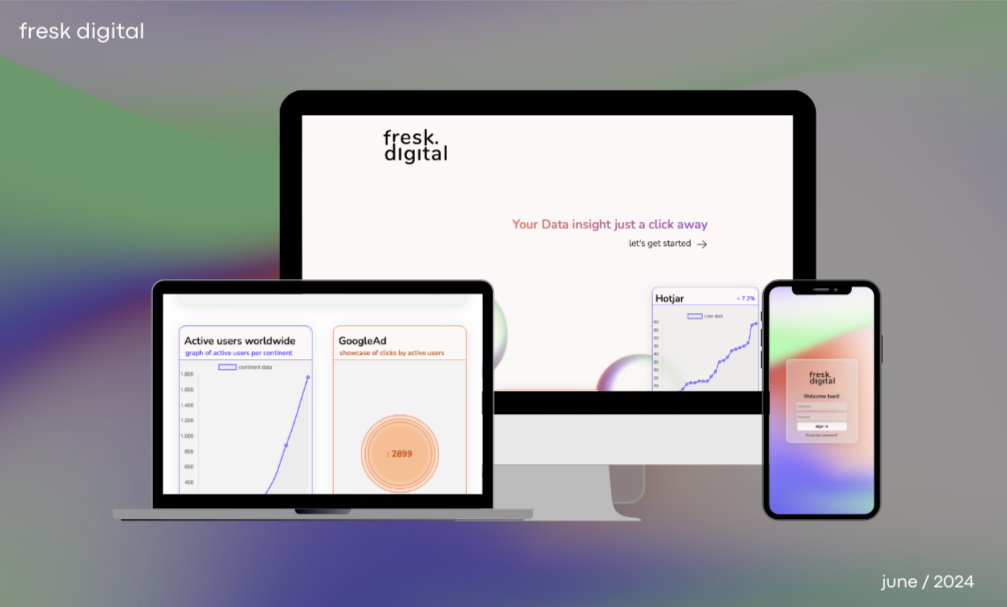 fresk digital
fresk.
digital
Your Data insight just a click away
let's get started →
Hotjar
+ 7.2%
User data
Active users worldwide
graph of active users per continent
continent data
1.800
1.600
1.400
1.200
1.000
800
600
400
GoogleAd
showcase of clicks by active users
: 2899
fresk.
digital
Welcome back!
sign in
june / 2024